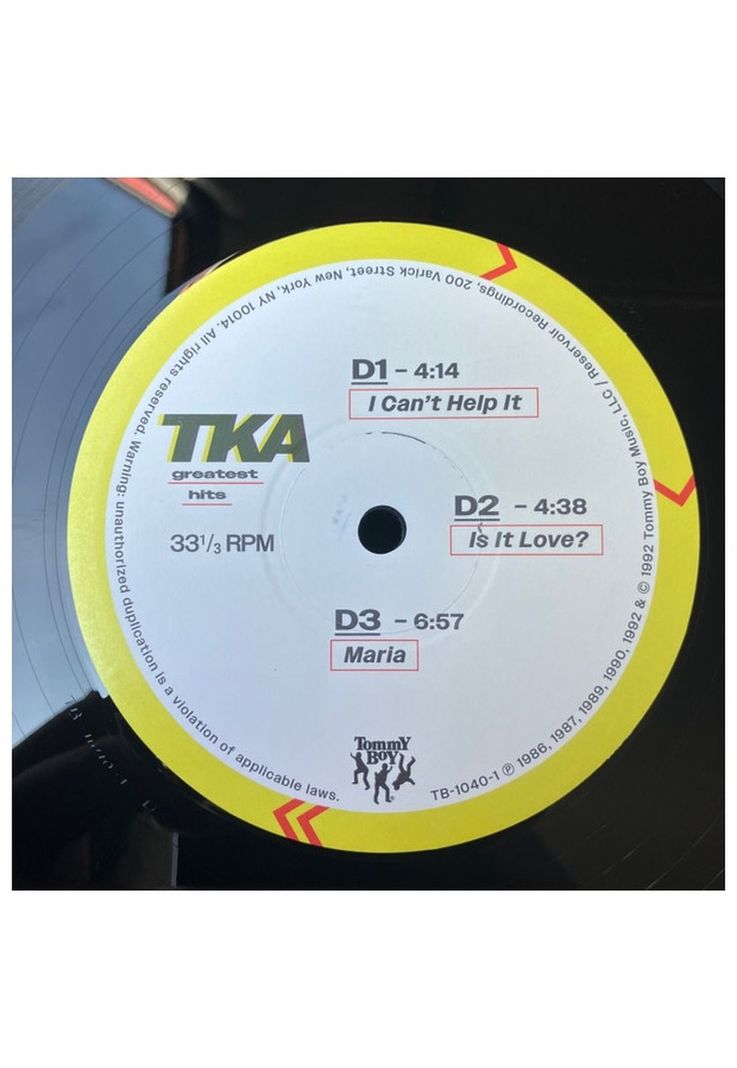 D1 – 4:14
I Can't Help It
TKA
greatest
hits
33⅓ RPM
D2 – 4:38
Is It Love?
D3 – 6:57
Maria
Tommy
Boy
TB-1040-1 ℗ 1986, 1987, 1989, 1990, 1992 & © 1992 Tommy Boy Music, LLC / Reservoir Recordings, 200 Varick Street, New York, NY 10014. All rights reserved. Warning: unauthorized duplication is a violation of applicable laws.